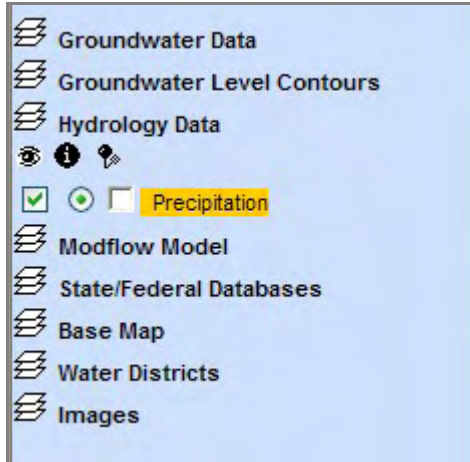 Groundwater Data
Groundwater Level Contours
Hydrology Data
Precipitation
Modflow Model
State/Federal Databases
Base Map
Water Districts
Images